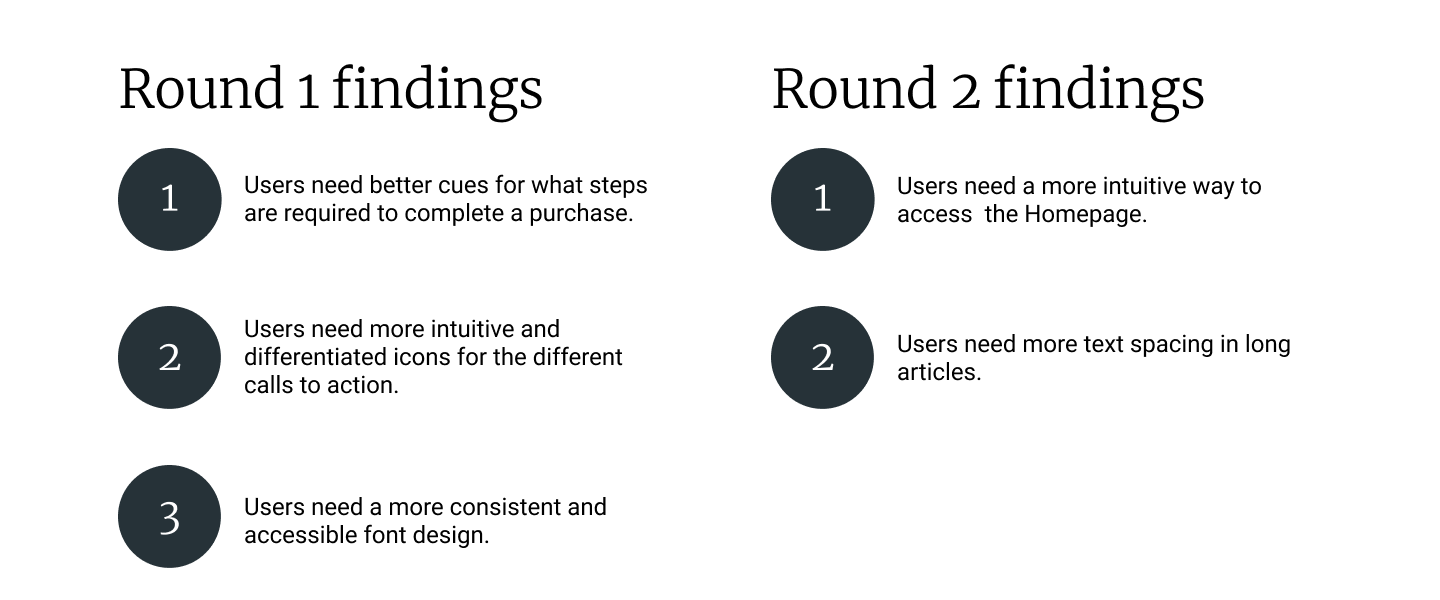 Round 1 findings
1
Users need better cues for what steps
are required to complete a purchase.
2
Users need more intuitive and
differentiated icons for the different
calls to action.
3
Users need a more consistent and
accessible font design.
Round 2 findings
1
Users need a more intuitive way to
access  the Homepage.
2
Users need more text spacing in long
articles.